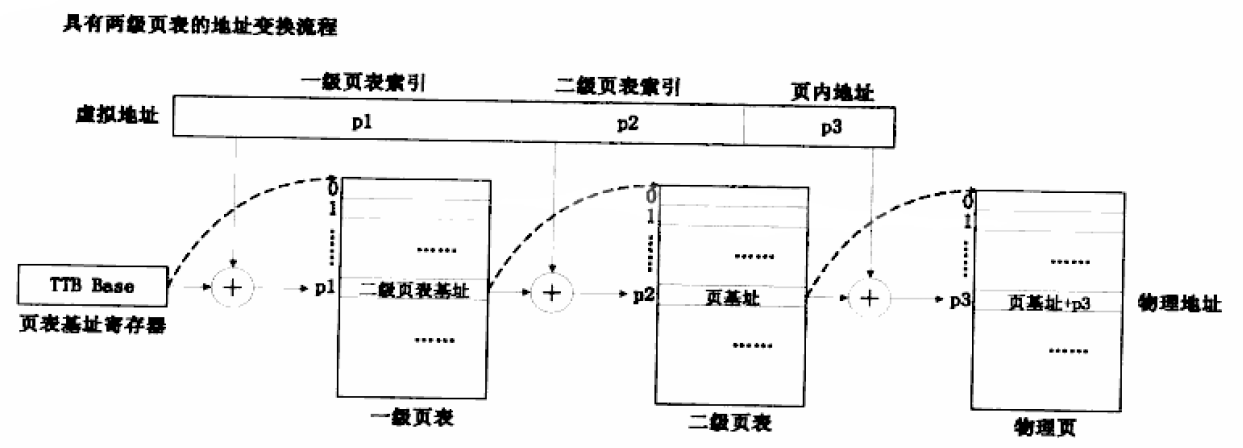 具有两级页表的地址变换流程
一级页表索引 二级页表索引 页内地址
虚拟地址 p1 p2 p3
0 0 0
1 1 1
...... ...... ......
...... ...... ......
TTB Base + p1 二级页表基址 + p2 页基址 + p3 页基址+p3 物理地址
页表基址寄存器
...... ...... ......
一级页表 二级页表 物理页